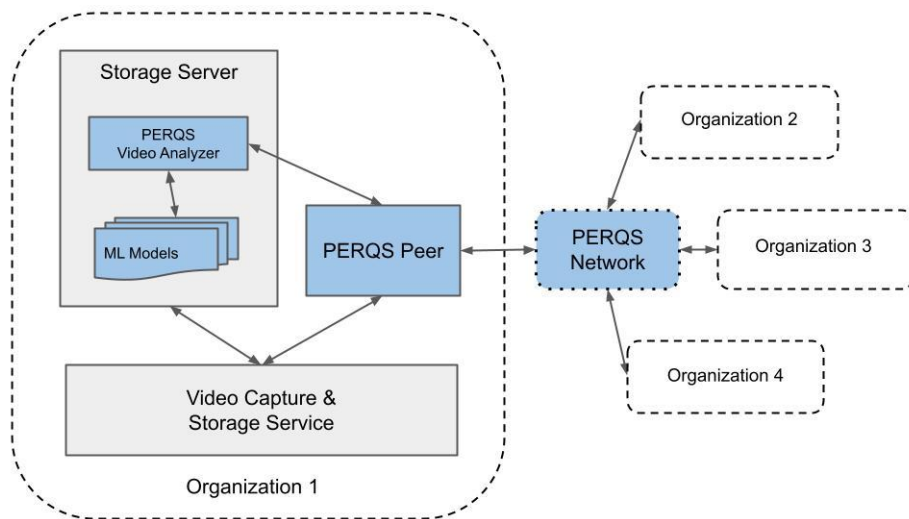 Storage Server
PERQS
Video Analyzer
ML Models
PERQS Peer
Video Capture &
Storage Service
Organization 1
PERQS
Network
Organization 2
Organization 3
Organization 4